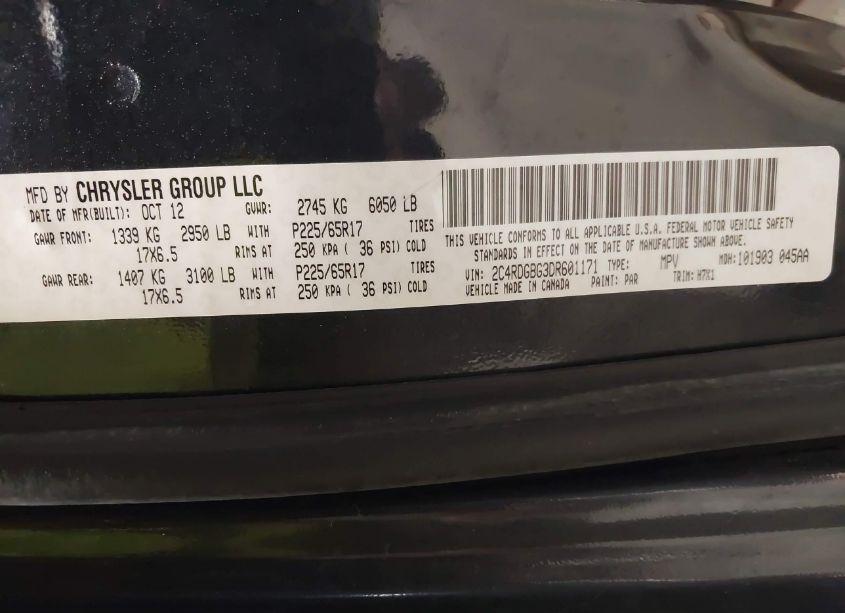 MFD BY CHRYSLER GROUP LLC
DATE OF MFR(BUILT): OCT 12 GVWR: 2745 KG 6050 LB
GAWR FRONT: 1339 KG 2950 LB WITH P225/65R17 TIRES
17X6.5 RIMS AT 250 KPA ( 36 PSI) COLD
GAWR REAR: 1407 KG 3100 LB WITH P225/65R17 TIRES
17X6.5 RIMS AT 250 KPA ( 36 PSI) COLD
THIS VEHICLE CONFORMS TO ALL APPLICABLE U.S.A. FEDERAL MOTOR VEHICLE SAFETY
STANDARDS IN EFFECT ON THE DATE OF MANUFACTURE SHOWN ABOVE.
VIN: 2C4RDGBG3DR601171 TYPE: MPV MDH: 101903 045AA
VEHICLE MADE IN CANADA PAINT: PAR TRIM: H7X1